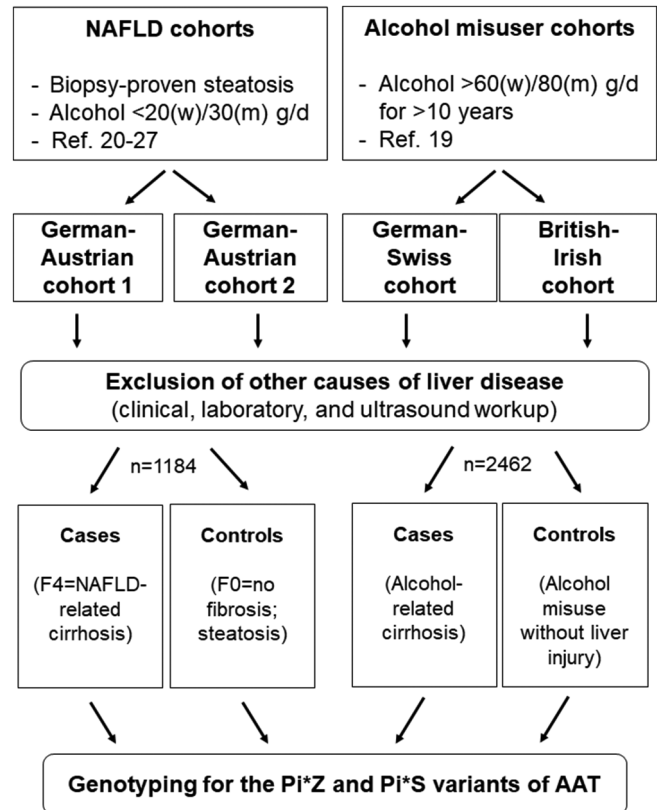 NAFLD cohorts
- Biopsy-proven steatosis
- Alcohol <20(w)/30(m) g/d
- Ref. 20-27
Alcohol misuser cohorts
- Alcohol >60(w)/80(m) g/d
for >10 years
- Ref. 19
German-
Austrian
cohort 1
German-
Austrian
cohort 2
German-
Swiss
cohort
British-
Irish
cohort
Exclusion of other causes of liver disease
(clinical, laboratory, and ultrasound workup)
n=1184
n=2462
Cases
(F4=NAFLD-
related
cirrhosis)
Controls
(F0=no
fibrosis;
steatosis)
Cases
(Alcohol-
related
cirrhosis)
Controls
(Alcohol
misuse
without liver
injury)
Genotyping for the Pi*Z and Pi*S variants of AAT